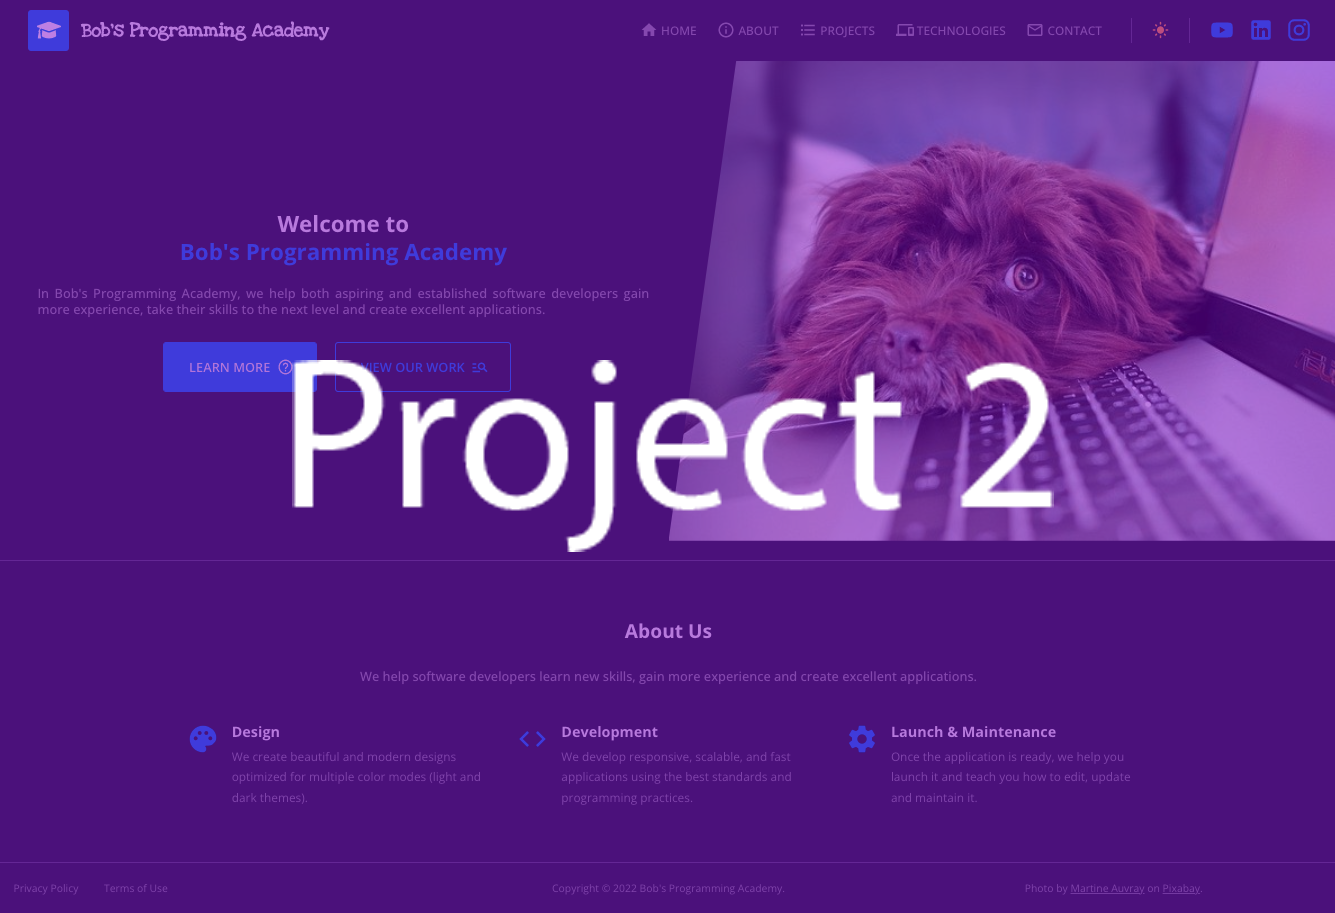 Bob's Programming Academy
HOME
ABOUT
PROJECTS
TECHNOLOGIES
CONTACT
Welcome to
Bob's Programming Academy
In Bob's Programming Academy, we help both aspiring and established software developers gain
more experience, take their skills to the next level and create excellent applications.
LEARN MORE
VIEW OUR WORK
Project 2
About Us
We help software developers learn new skills, gain more experience and create excellent applications.
Design
We create beautiful and modern designs
optimized for multiple color modes (light and
dark themes).
Development
We develop responsive, scalable, and fast
applications using the best standards and
programming practices.
Launch & Maintenance
Once the application is ready, we help you
launch it and teach you how to edit, update
and maintain it.
Privacy Policy
Terms of Use
Copyright © 2022 Bob's Programming Academy.
Photo by Martine Auvray on Pixabay.